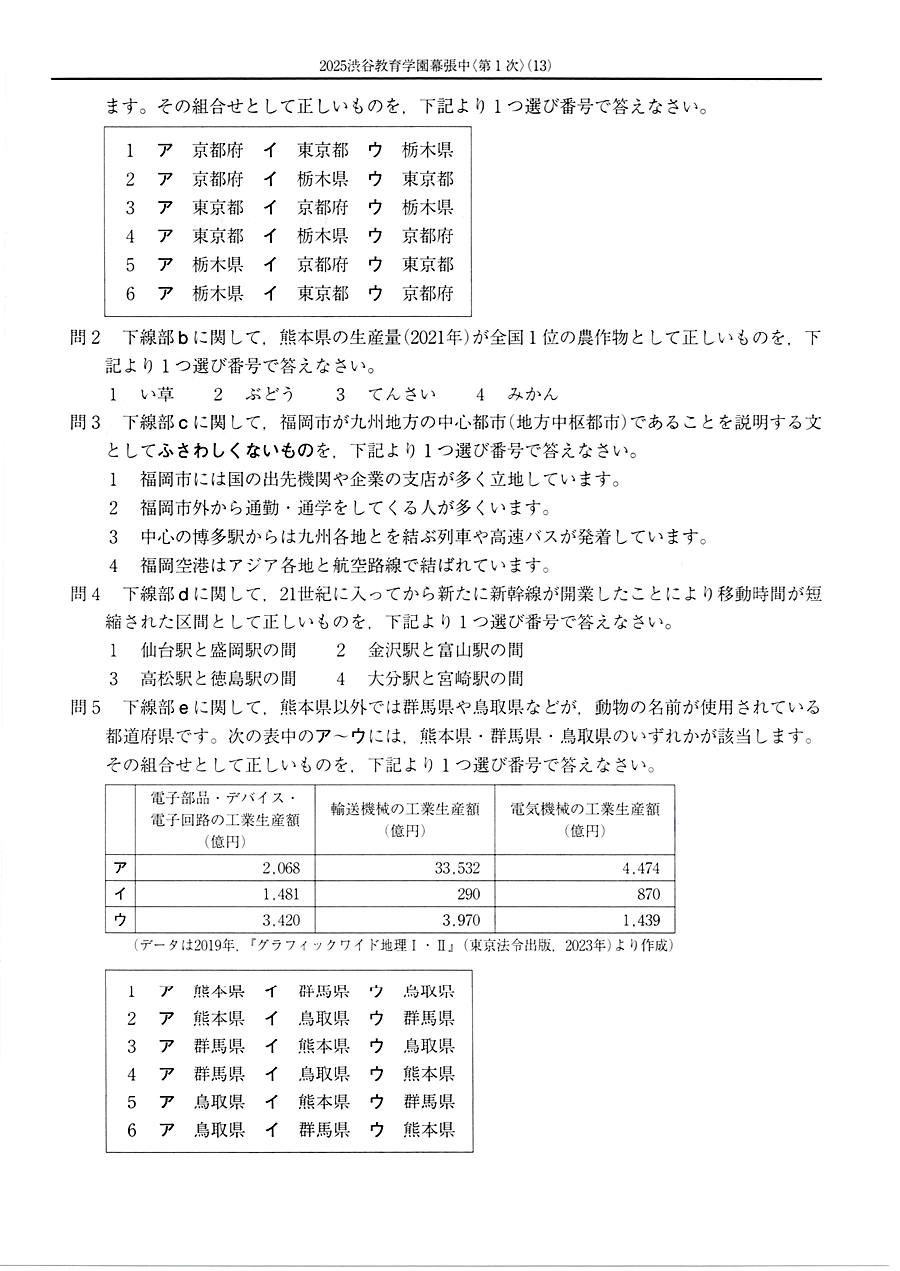 2025渋谷教育学園幕張中〈第1次〉(13)
ます。その組合せとして正しいものを，下記より1つ選び番号で答えなさい。
1 ア 京都府 イ 東京都 ウ 栃木県
2 ア 京都府 イ 栃木県 ウ 東京都
3 ア 東京都 イ 京都府 ウ 栃木県
4 ア 東京都 イ 栃木県 ウ 京都府
5 ア 栃木県 イ 京都府 ウ 東京都
6 ア 栃木県 イ 東京都 ウ 京都府
問2 下線部bに関して，熊本県の生産量(2021年)が全国1位の農作物として正しいものを，下
記より1つ選び番号で答えなさい。
1 い草 2 ぶどう 3 てんさい 4 みかん
問3 下線部cに関して，福岡市が九州地方の中心都市(地方中枢都市)であることを説明する文
としてふさわしくないものを，下記より1つ選び番号で答えなさい。
1 福岡市には国の出先機関や企業の支店が多く立地しています。
2 福岡市外から通勤・通学をしてくる人が多くいます。
3 中心の博多駅からは九州各地とを結ぶ列車や高速バスが発着しています。
4 福岡空港はアジア各地と航空路線で結ばれています。
問4 下線部dに関して，21世紀に入ってから新たに新幹線が開業したことにより移動時間が短
縮された区間として正しいものを，下記より1つ選び番号で答えなさい。
1 仙台駅と盛岡駅の間 2 金沢駅と富山駅の間
3 高松駅と徳島駅の間 4 大分駅と宮崎駅の間
問5 下線部eに関して，熊本県以外では群馬県や鳥取県などが，動物の名前が使用されている
都道府県です。次の表中のア～ウには，熊本県・群馬県・鳥取県のいずれかが該当します。
その組合せとして正しいものを，下記より1つ選び番号で答えなさい。
電子部品・デバイス・
電子回路の工業生産額
(億円)
輸送機械の工業生産額
(億円)
電気機械の工業生産額
(億円)
ア 2,068 33,532 4,474
イ 1,481 290 870
ウ 3,420 3,970 1,439
(データは2019年，『グラフィックワイド地理Ⅰ・Ⅱ』(東京法令出版，2023年)より作成)
1 ア 熊本県 イ 群馬県 ウ 鳥取県
2 ア 熊本県 イ 鳥取県 ウ 群馬県
3 ア 群馬県 イ 熊本県 ウ 鳥取県
4 ア 群馬県 イ 鳥取県 ウ 熊本県
5 ア 鳥取県 イ 熊本県 ウ 群馬県
6 ア 鳥取県 イ 群馬県 ウ 熊本県